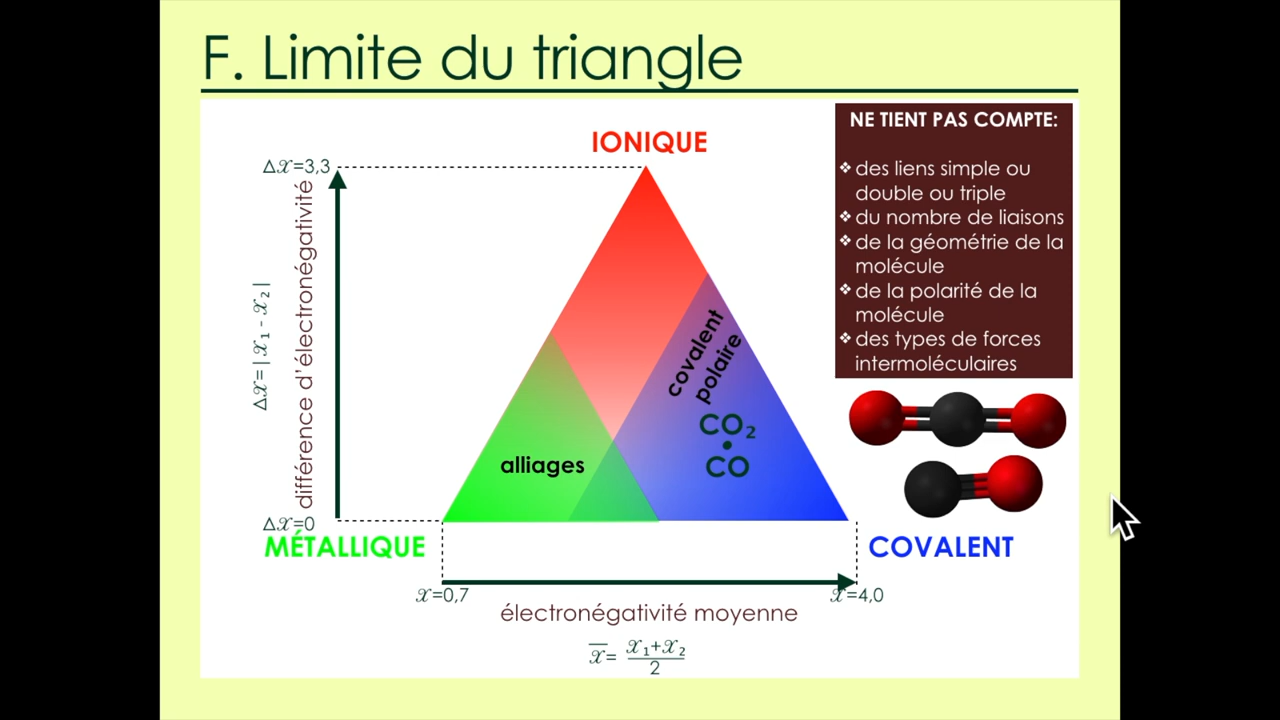 F. Limite du triangle
NE TIENT PAS COMPTE:
❖ des liens simple ou
double ou triple
❖ du nombre de liaisons
❖ de la géométrie de la
molécule
❖ de la polarité de la
molécule
❖ des types de forces
intermoléculaires
IONIQUE
Δ𝒳=3,3
différence d'électronégativité
Δ𝒳=|𝒳₁-𝒳₂|
covalent
polaire
CO₂
•
CO
alliages
Δ𝒳=0
MÉTALLIQUE
COVALENT
𝒳=0,7
𝒳=4,0
électronégativité moyenne
𝒳̅= 𝒳₁+𝒳₂
2